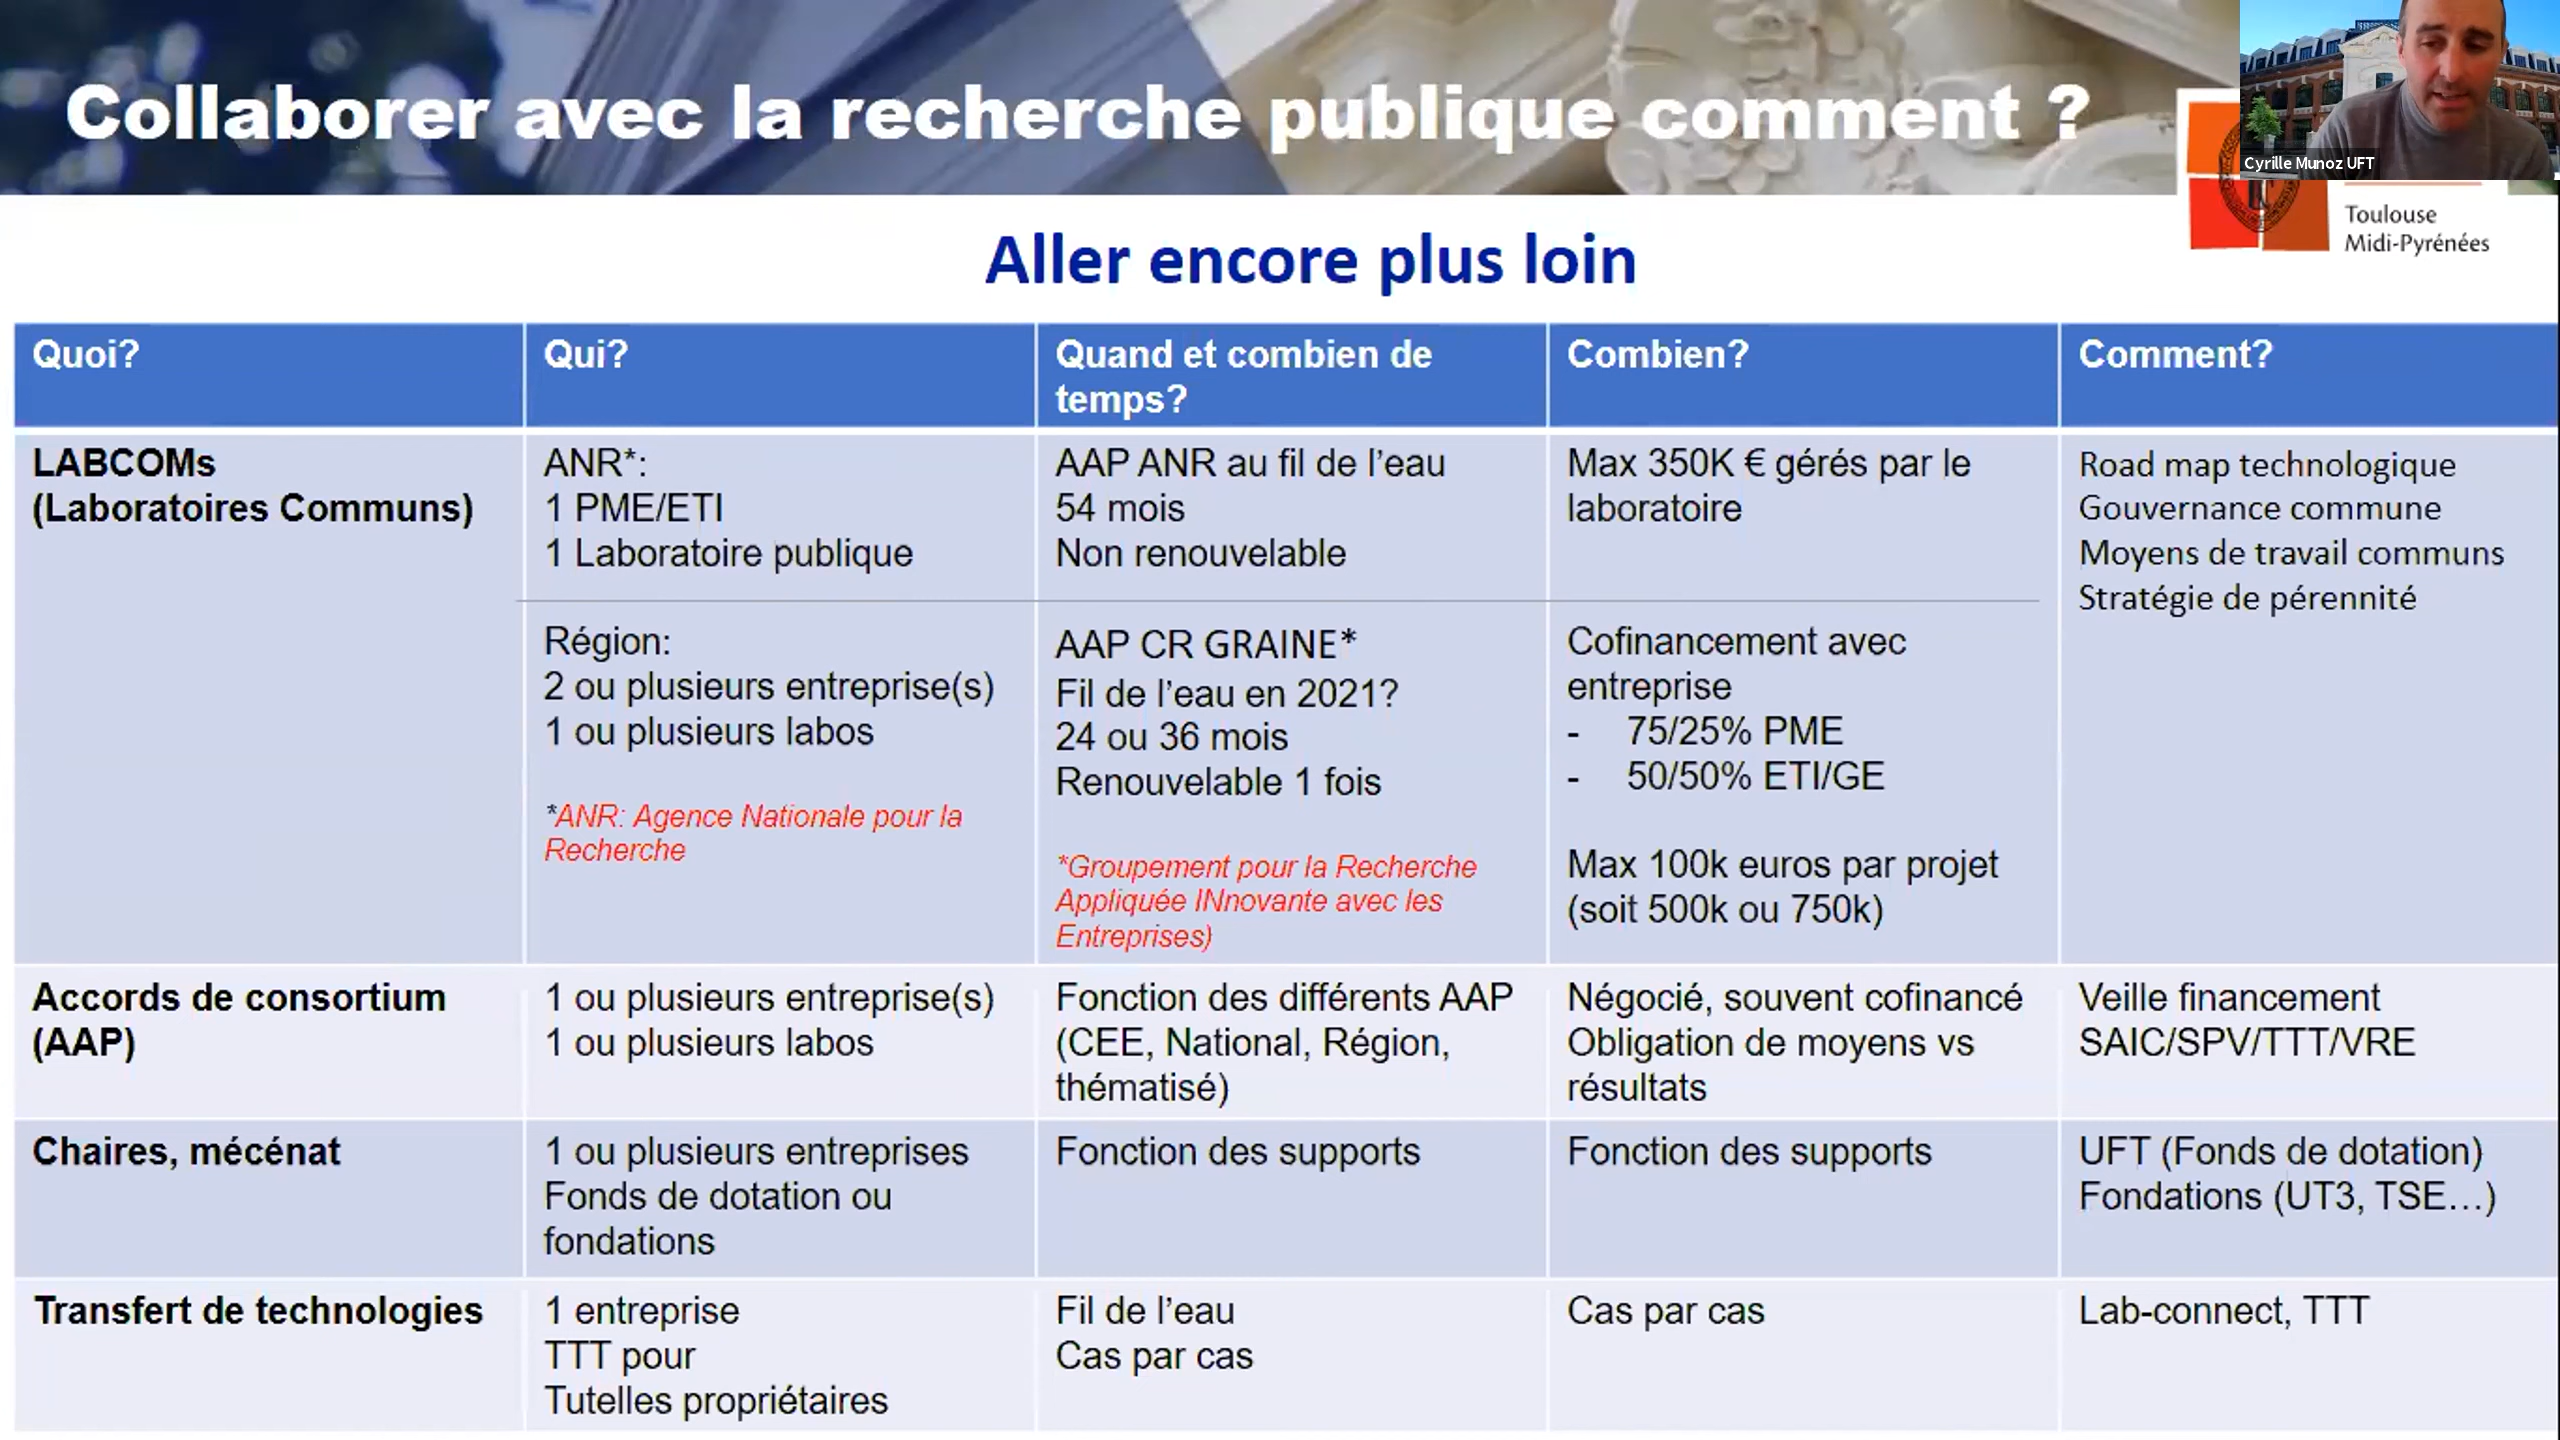 Collaborer avec la recherche publique comment ?
Cyrille Munoz UFT
Toulouse
Midi-Pyrénées
Aller encore plus loin
Quoi?
Qui?
Quand et combien de
temps?
Combien?
Comment?
LABCOMs
(Laboratoires Communs)
ANR*:
1 PME/ETI
1 Laboratoire publique
Région:
2 ou plusieurs entreprise(s)
1 ou plusieurs labos
*ANR: Agence Nationale pour la
Recherche
AAP ANR au fil de l’eau
54 mois
Non renouvelable
AAP CR GRAINE*
Fil de l’eau en 2021?
24 ou 36 mois
Renouvelable 1 fois
*Groupement pour la Recherche
Appliquée INnovante avec les
Entreprises)
Max 350K € gérés par le
laboratoire
Cofinancement avec
entreprise
- 75/25% PME
- 50/50% ETI/GE
Max 100k euros par projet
(soit 500k ou 750k)
Road map technologique
Gouvernance commune
Moyens de travail communs
Stratégie de pérennité
Accords de consortium
(AAP)
1 ou plusieurs entreprise(s)
1 ou plusieurs labos
Fonction des différents AAP
(CEE, National, Région,
thématisé)
Négocié, souvent cofinancé
Obligation de moyens vs
résultats
Veille financement
SAIC/SPV/TTT/VRE
Chaires, mécénat
1 ou plusieurs entreprises
Fonds de dotation ou
fondations
Fonction des supports
Fonction des supports
UFT (Fonds de dotation)
Fondations (UT3, TSE…)
Transfert de technologies
1 entreprise
TTT pour
Tutelles propriétaires
Fil de l’eau
Cas par cas
Cas par cas
Lab-connect, TTT